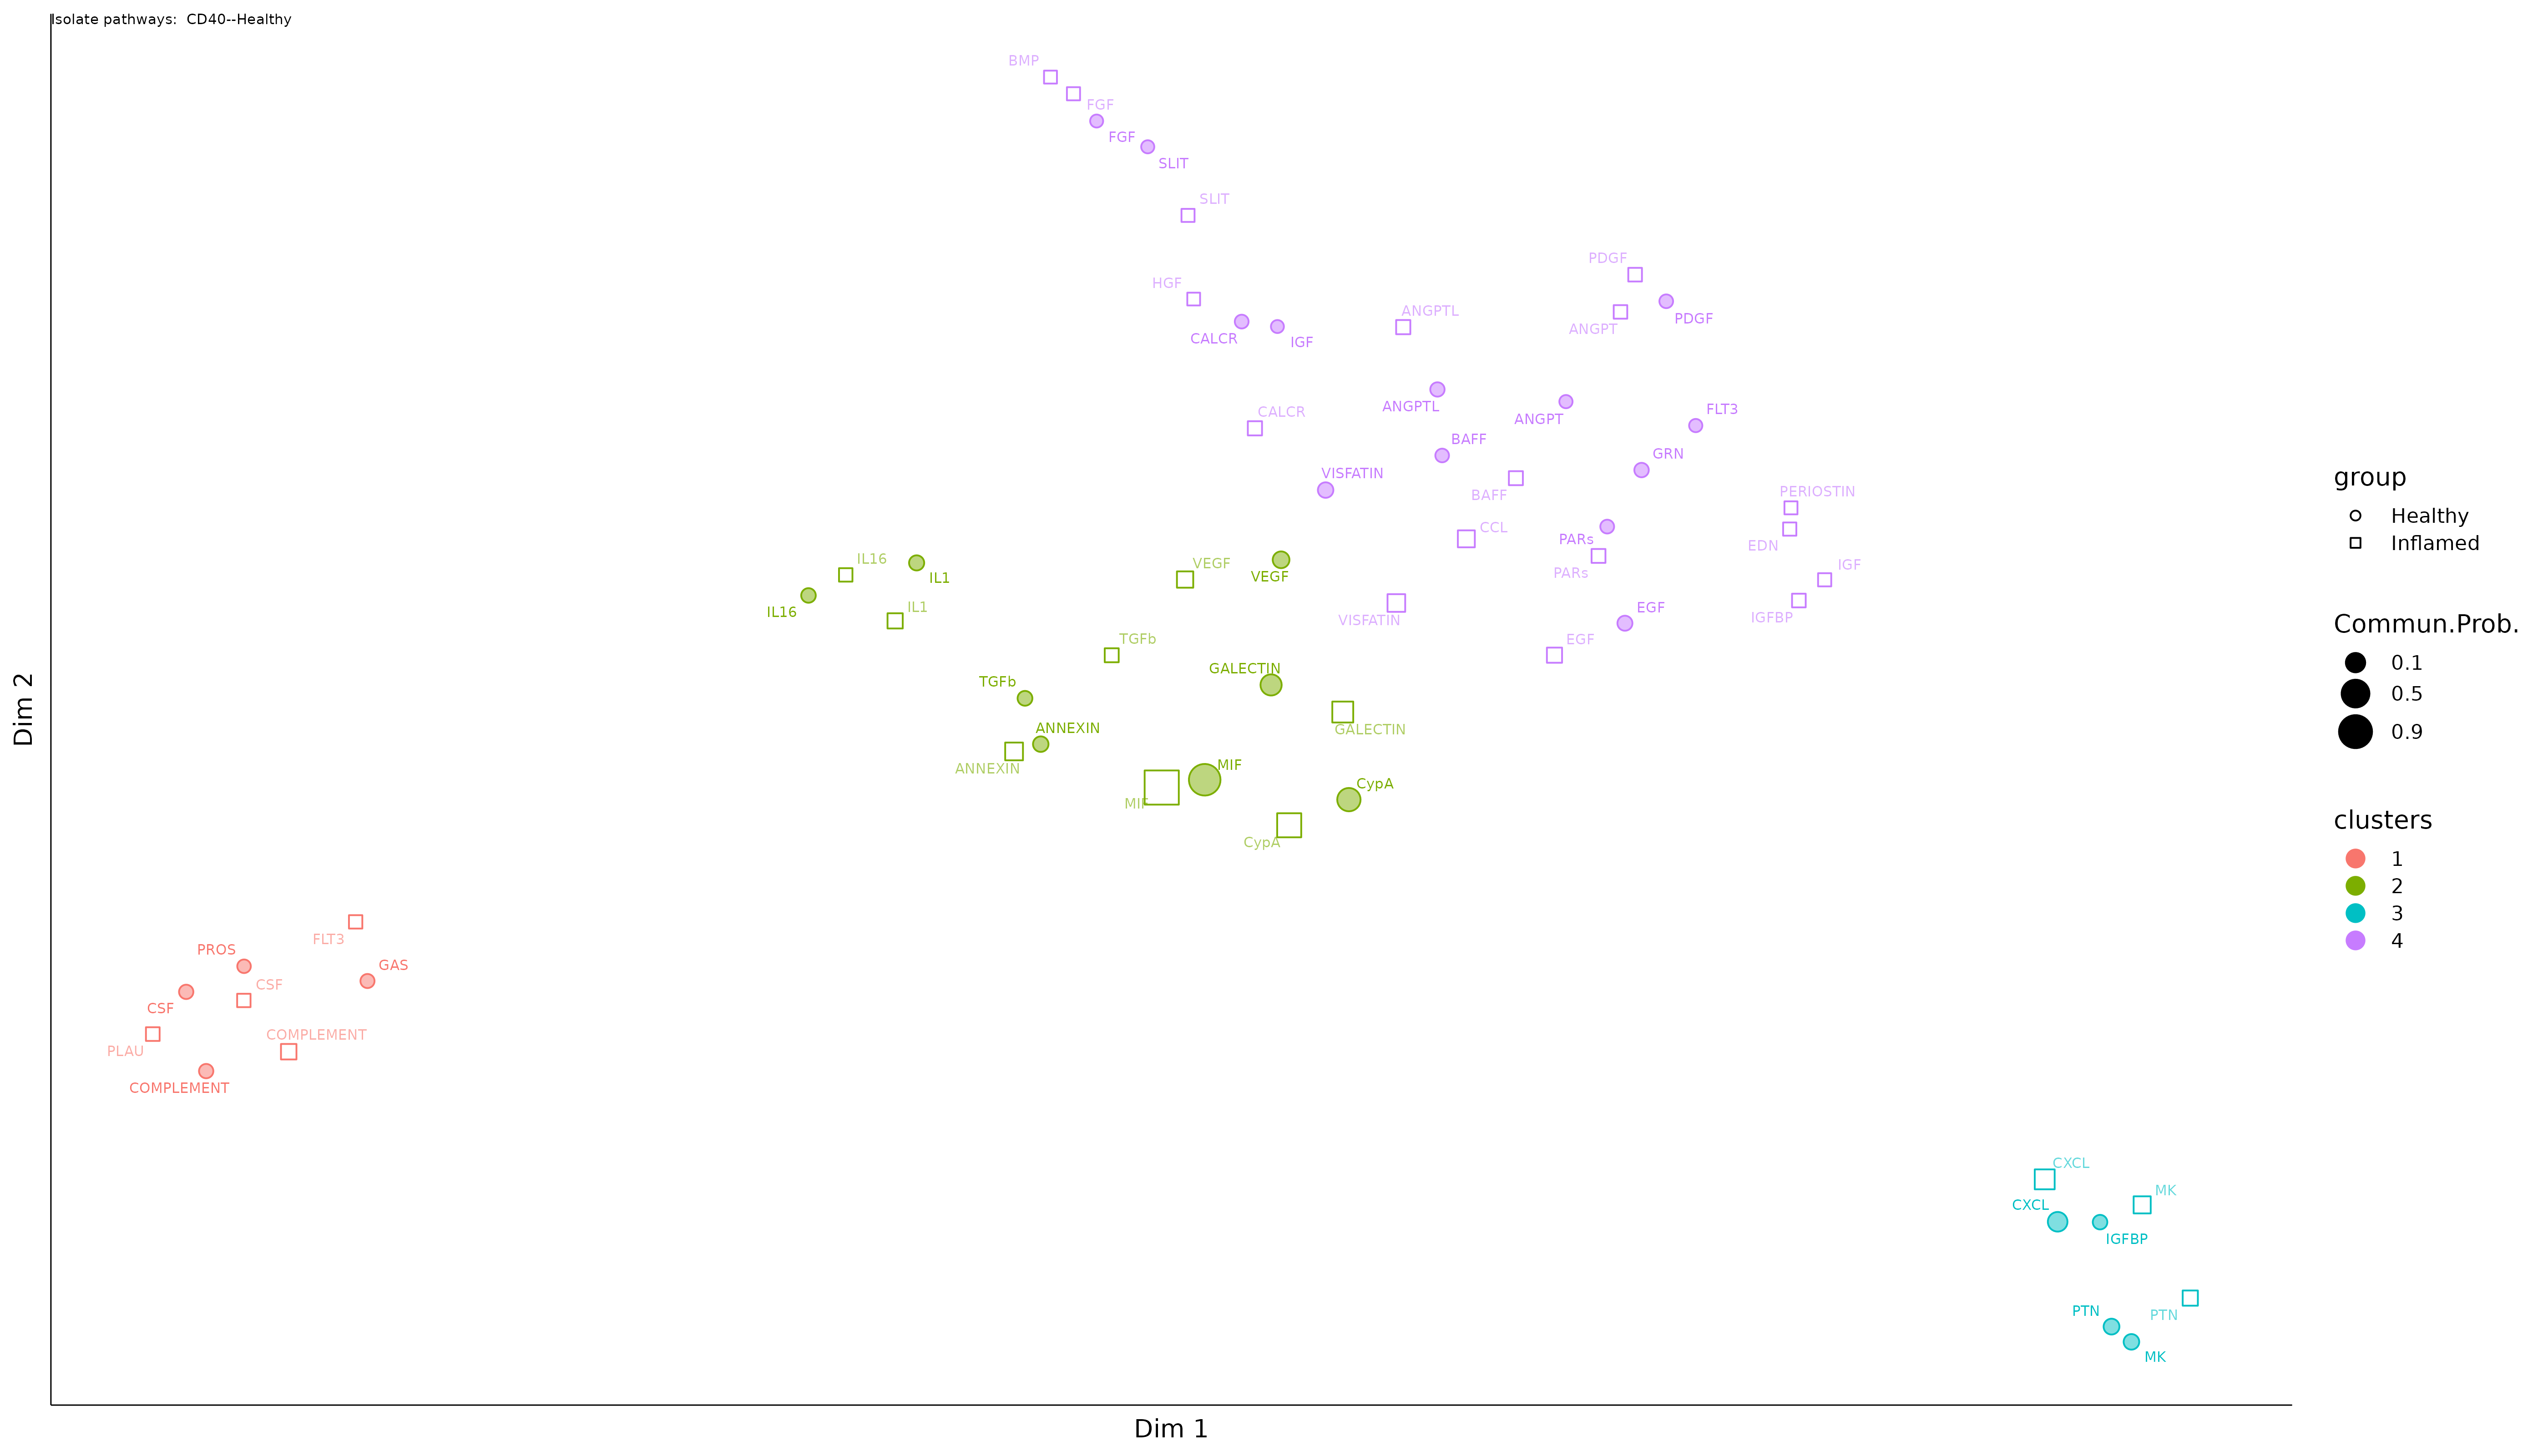 Isolate pathways:  CD40--Healthy
BMP
FGF
FGF
SLIT
SLIT
PDGF
HGF
ANGPTL
PDGF
ANGPT
CALCR
IGF
ANGPTL
FLT3
CALCR
ANGPT
BAFF
GRN
VISFATIN
PERIOSTIN
BAFF
CCL
PARs
EDN
IL16
VEGF
IGF
PARs
IL1
VEGF
IL1
EGF
IL16
IGFBP
VISFATIN
TGFb
EGF
GALECTIN
TGFb
ANNEXIN
GALECTIN
MIF
ANNEXIN
CypA
MIF
CypA
FLT3
PROS
GAS
CSF
CSF
COMPLEMENT
PLAU
COMPLEMENT
CXCL
MK
CXCL
IGFBP
PTN
PTN
MK
Dim 2
Dim 1
group
Healthy
Inflamed
Commun.Prob.
0.1
0.5
0.9
clusters
1
2
3
4